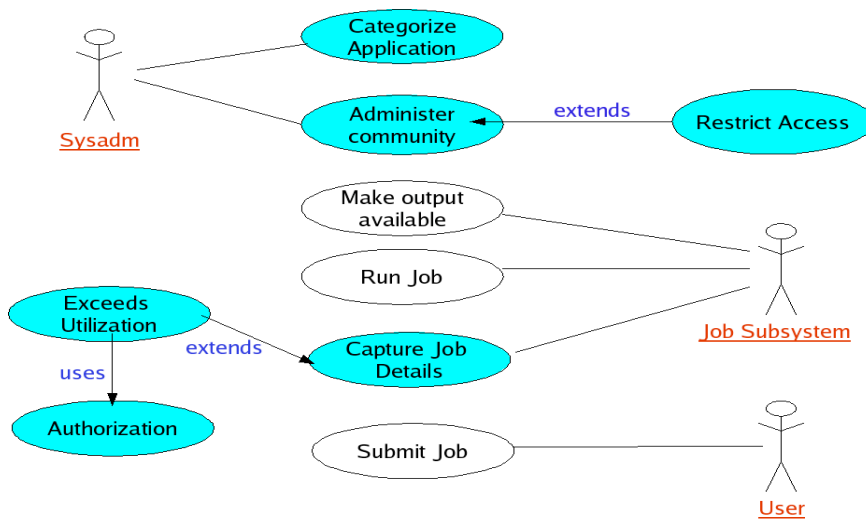 Categorize
Application
Sysadm
Administer
community
extends
Restrict Access
Make output
available
Run Job
Job Subsystem
Exceeds
Utilization
extends
uses
Capture Job
Details
Authorization
Submit Job
User